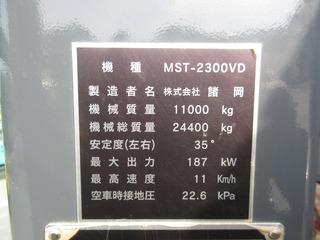 機種 MST-2300VD
製造者名 株式会社 諸岡
機械質量 11000 kg
機械総質量 24400 kg
安定度(左右) 35°
最大出力 187 kW
最高速度 11 Km/h
空車時接地圧 22.6 kPa